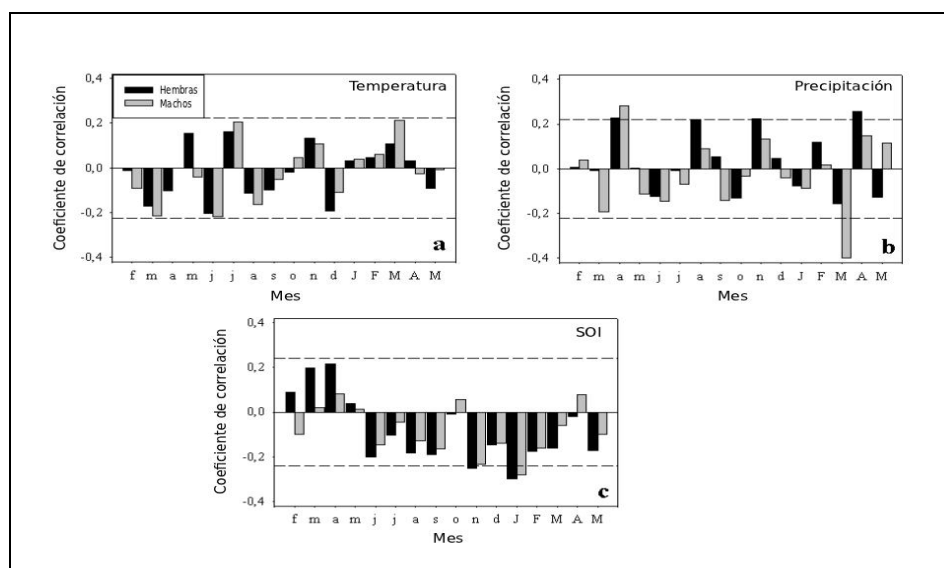 Temperatura
Hembras
Machos
Coeficiente de correlación
0,4
0,2
0,0
-0,2
-0,4
a
f m a m j j a s o n d J F M A M
Mes
Precipitación
Coeficiente de correlación
0,4
0,2
0,0
-0,2
-0,4
b
f m a m j j a s o n d J F M A M
Mes
SOI
Coeficiente de correlación
0,4
0,2
0,0
-0,2
-0,4
c
f m a m j j a s o n d J F M A M
Mes